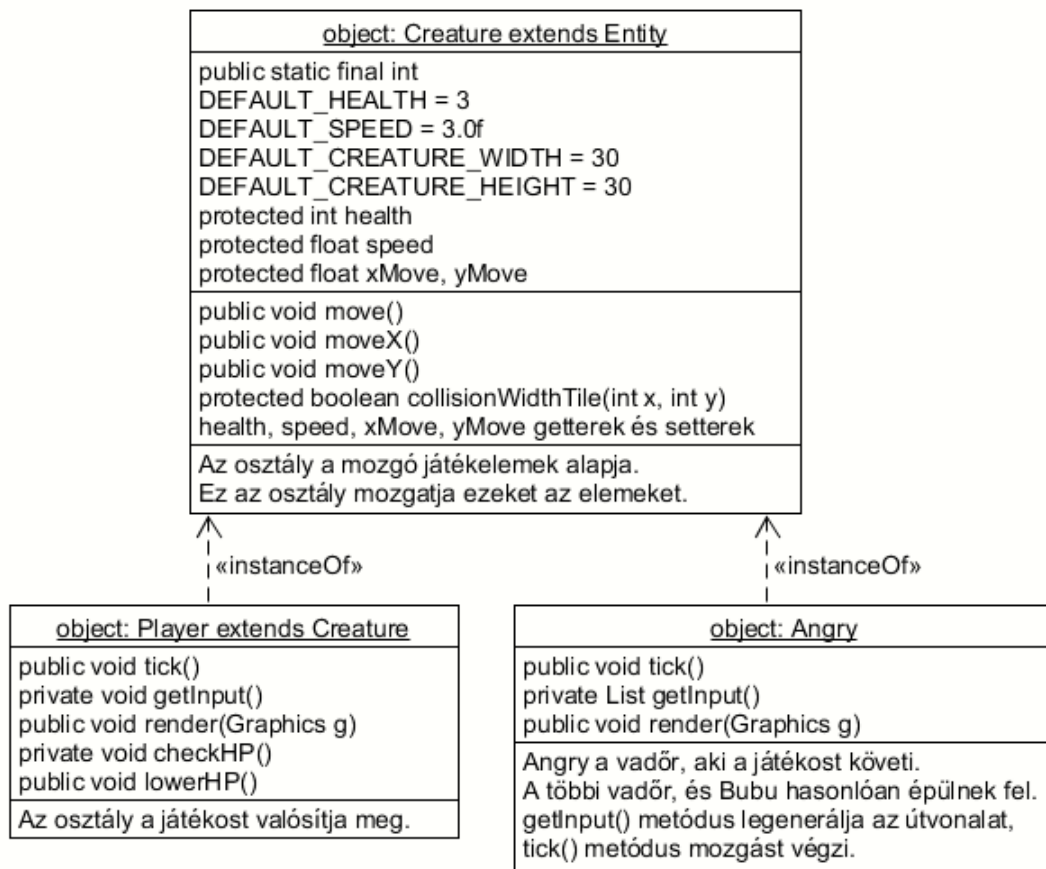 object: Creature extends Entity
public static final int
DEFAULT_HEALTH = 3
DEFAULT_SPEED = 3.0f
DEFAULT_CREATURE_WIDTH = 30
DEFAULT_CREATURE_HEIGHT = 30
protected int health
protected float speed
protected float xMove, yMove
public void move()
public void moveX()
public void moveY()
protected boolean collisionWidthTile(int x, int y)
health, speed, xMove, yMove getterek és setterek
Az osztály a mozgó játékelemek alapja.
Ez az osztály mozgatja ezeket az elemeket.
«instanceOf»
«instanceOf»
object: Player extends Creature
public void tick()
private void getInput()
public void render(Graphics g)
private void checkHP()
public void lowerHP()
Az osztály a játékost valósítja meg.
object: Angry
public void tick()
private List getInput()
public void render(Graphics g)
Angry a vadőr, aki a játékost követi.
A többi vadőr, és Bubu hasonlóan épülnek fel.
getInput() metódus legenerálja az útvonalat,
tick() metódus mozgást végzi.